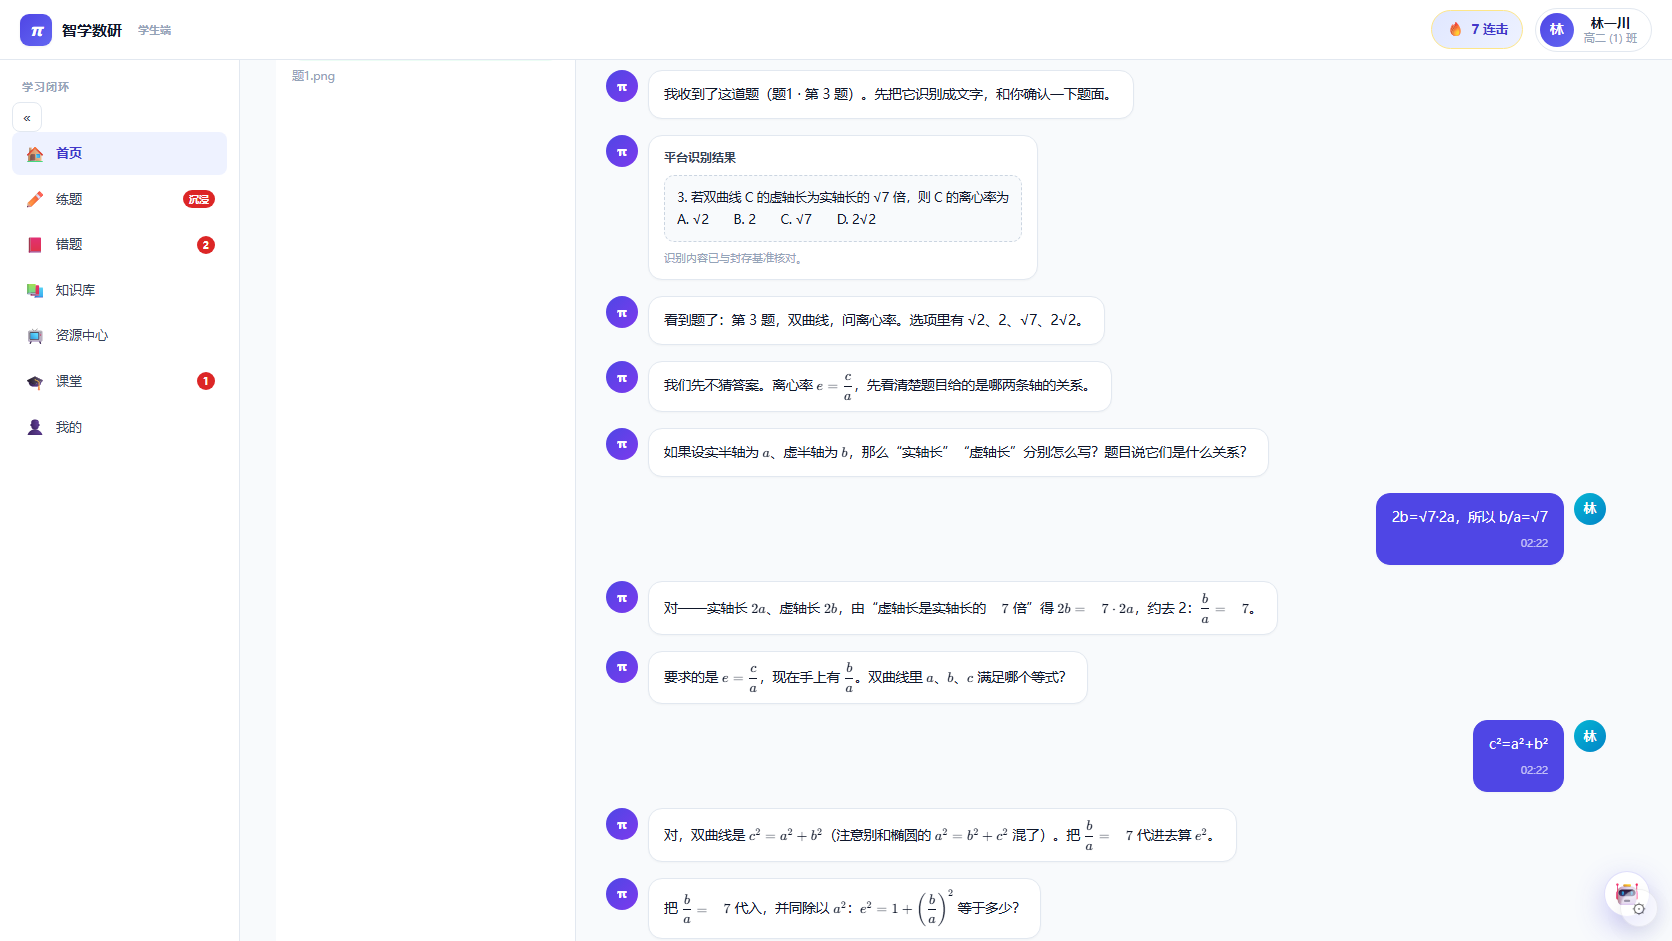 π 智学数研 学生端
🔥 7 连击
林 林一川
高二 (1) 班
学习闭环
«
首页
练题 沉浸
错题 2
知识库
资源中心
课堂 1
我的
题1.png
π 我收到了这道题（题1 · 第 3 题）。先把它识别成文字，和你确认一下题面。
π 平台识别结果
3. 若双曲线 C 的虚轴长为实轴长的 √7 倍，则 C 的离心率为
A. √2 B. 2 C. √7 D. 2√2
识别内容已与封存基准核对。
π 看到题了：第 3 题，双曲线，问离心率。选项里有 √2、2、√7、2√2。
π 我们先不猜答案。离心率 e = c/a，先看清楚题目给的是哪两条轴的关系。
π 如果设实半轴为 a、虚半轴为 b，那么“实轴长”“虚轴长”分别怎么写？题目说它们是什么关系？
2b=√7·2a，所以 b/a=√7 林
02:22
π 对——实轴长 2a、虚轴长 2b，由“虚轴长是实轴长的 7 倍”得 2b = 7 · 2a，约去 2：b/a = 7。
π 要求的是 e = c/a，现在手上有 b/a。双曲线里 a、b、c 满足哪个等式？
c²=a²+b² 林
02:22
π 对，双曲线是 c² = a² + b²（注意别和椭圆的 a² = b² + c² 混了）。把 b/a = 7 代进去算 e²。
π 把 b/a = 7 代入，并同除以 a²：e² = 1 + (b/a)² 等于多少？